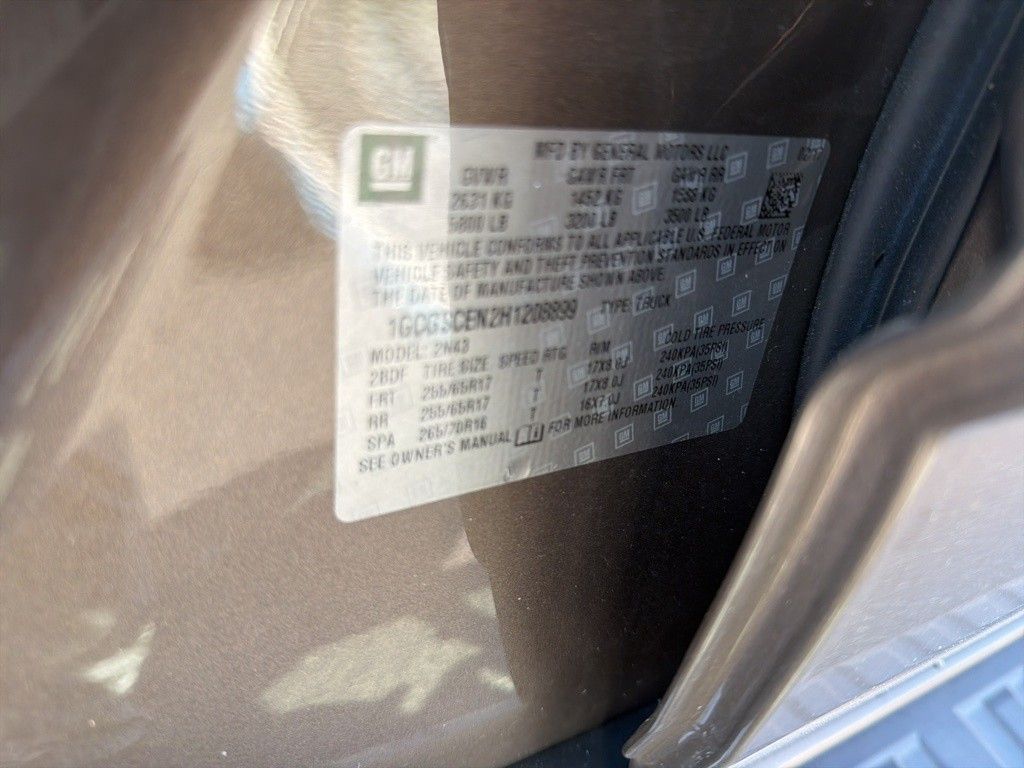 GM
MFD BY GENERAL MOTORS LLC
GVWR GAWR FRT GAWR RR
2631 KG 1452 KG 1588 KG
5800 LB 3200 LB 3500 LB
THIS VEHICLE CONFORMS TO ALL APPLICABLE U.S. FEDERAL MOTOR
VEHICLE SAFETY AND THEFT PREVENTION STANDARDS IN EFFECT ON
THE DATE OF MANUFACTURE SHOWN ABOVE.
1GCGSCEN2H1208899 TYPE: TRUCK
MODEL: 2N43
TIRE SIZE SPEED RTG RIM COLD TIRE PRESSURE
FRT 255/65R17 T 17X8.0J 240KPA(35PSI)
RR 255/65R17 T 17X8.0J 240KPA(35PSI)
SPA 265/70R16 T 16X7.0J 240KPA(35PSI)
SEE OWNER'S MANUAL FOR MORE INFORMATION.